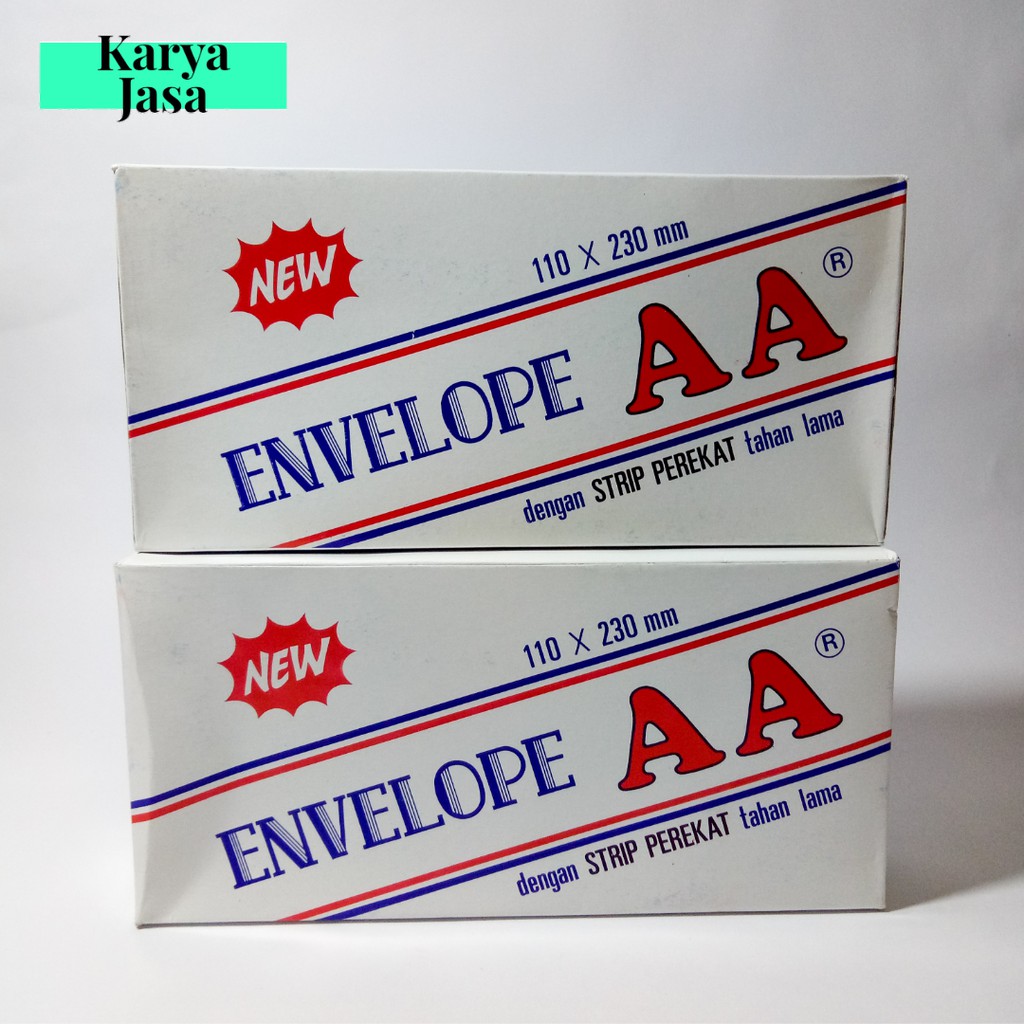 Karya
Jasa
NEW
110 X 230 mm
ENVELOPE AA ®
dengan STRIP PEREKAT tahan lama
NEW
110 X 230 mm
ENVELOPE AA ®
dengan STRIP PEREKAT tahan lama